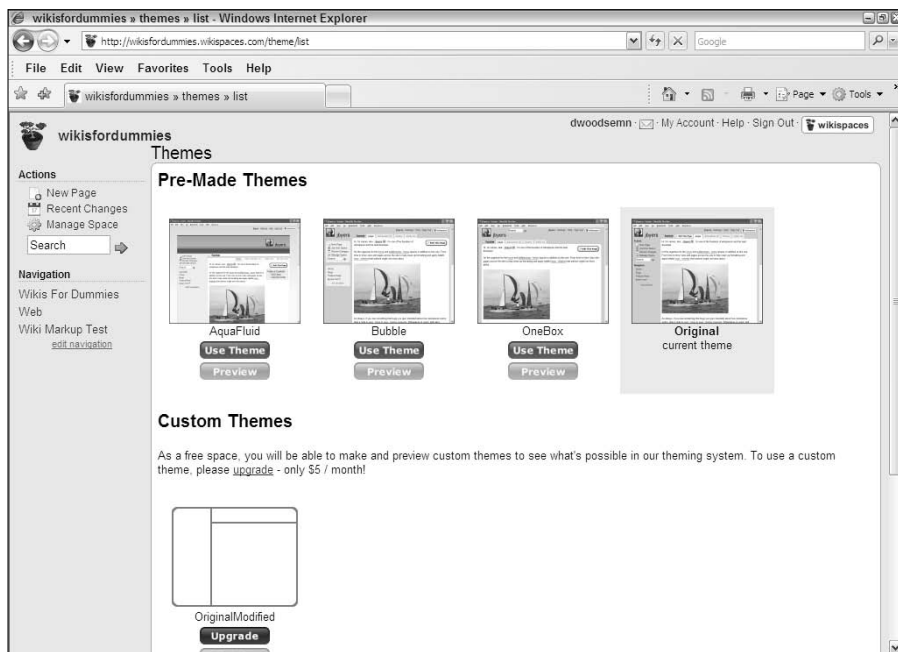 wikisfordummies » themes » list - Windows Internet Explorer
http://wikisfordummies.wikispaces.com/theme/list
Google
File Edit View Favorites Tools Help
wikisfordummies » themes » list
Page Tools
wikisfordummies
dwoodsemn · My Account · Help · Sign Out · wikispaces
Themes
Actions
New Page
Recent Changes
Manage Space
Search
Navigation
Wikis For Dummies
Web
Wiki Markup Test
edit navigation
Pre-Made Themes
AquaFluid
Use Theme
Preview
Bubble
Use Theme
Preview
OneBox
Use Theme
Preview
Original
current theme
Custom Themes
As a free space, you will be able to make and preview custom themes to see what's possible in our theming system. To use a custom
theme, please upgrade - only $5 / month!
OriginalModified
Upgrade